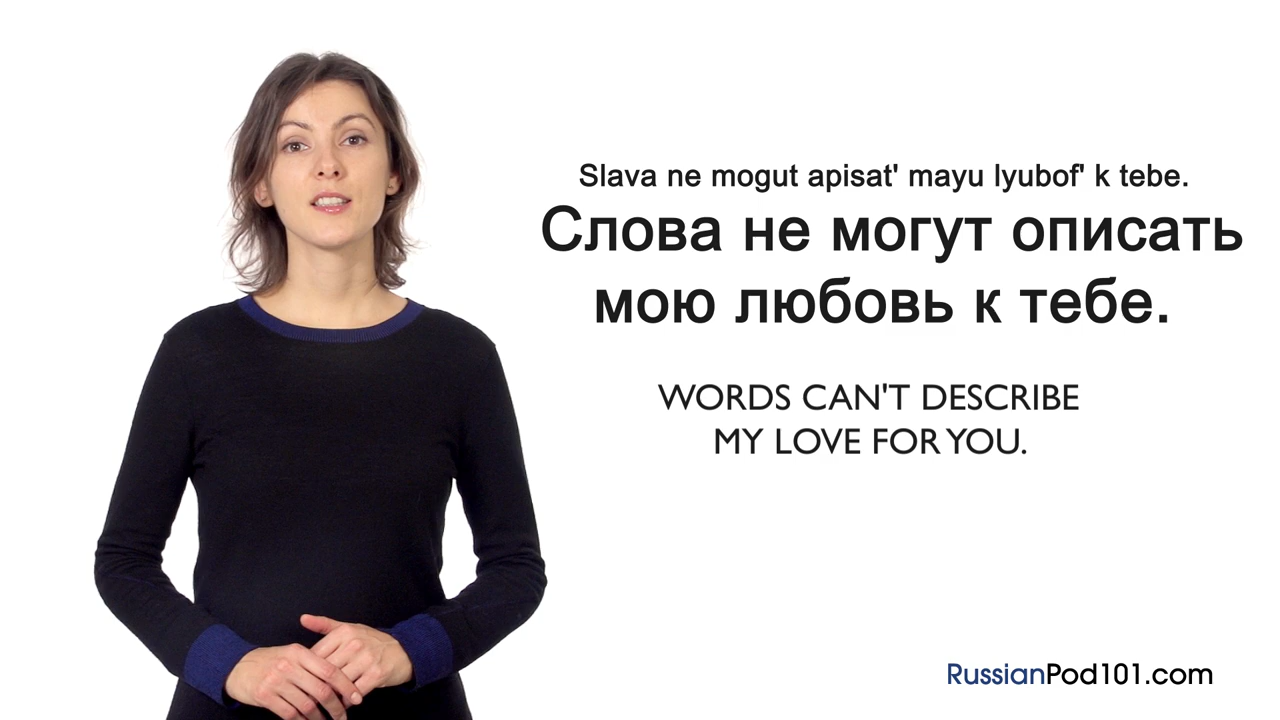 Slava ne mogut apisat' mayu lyubof' k tebe.
Слова не могут описать
мою любовь к тебе.
WORDS CAN'T DESCRIBE
MY LOVE FOR YOU.
RussianPod101.com